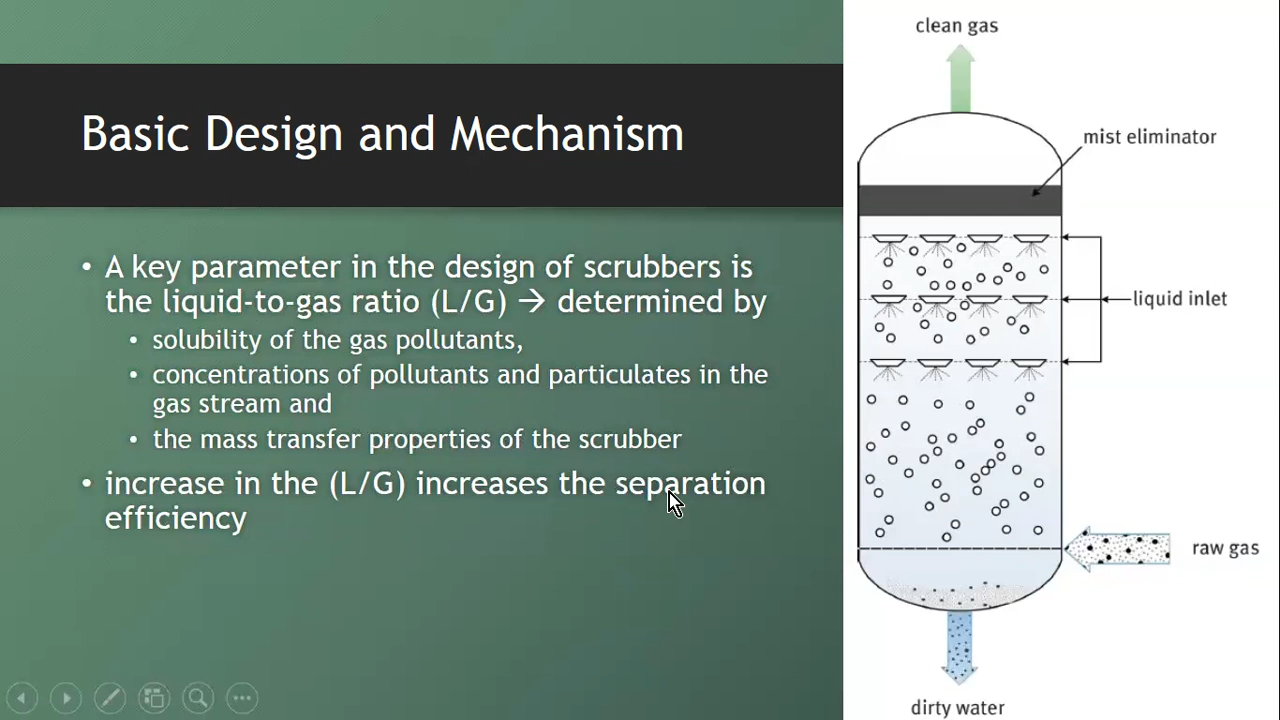 Basic Design and Mechanism
• A key parameter in the design of scrubbers is
the liquid-to-gas ratio (L/G) → determined by
• solubility of the gas pollutants,
• concentrations of pollutants and particulates in the
gas stream and
• the mass transfer properties of the scrubber
• increase in the (L/G) increases the separation
efficiency
clean gas
mist eliminator
liquid inlet
raw gas
dirty water